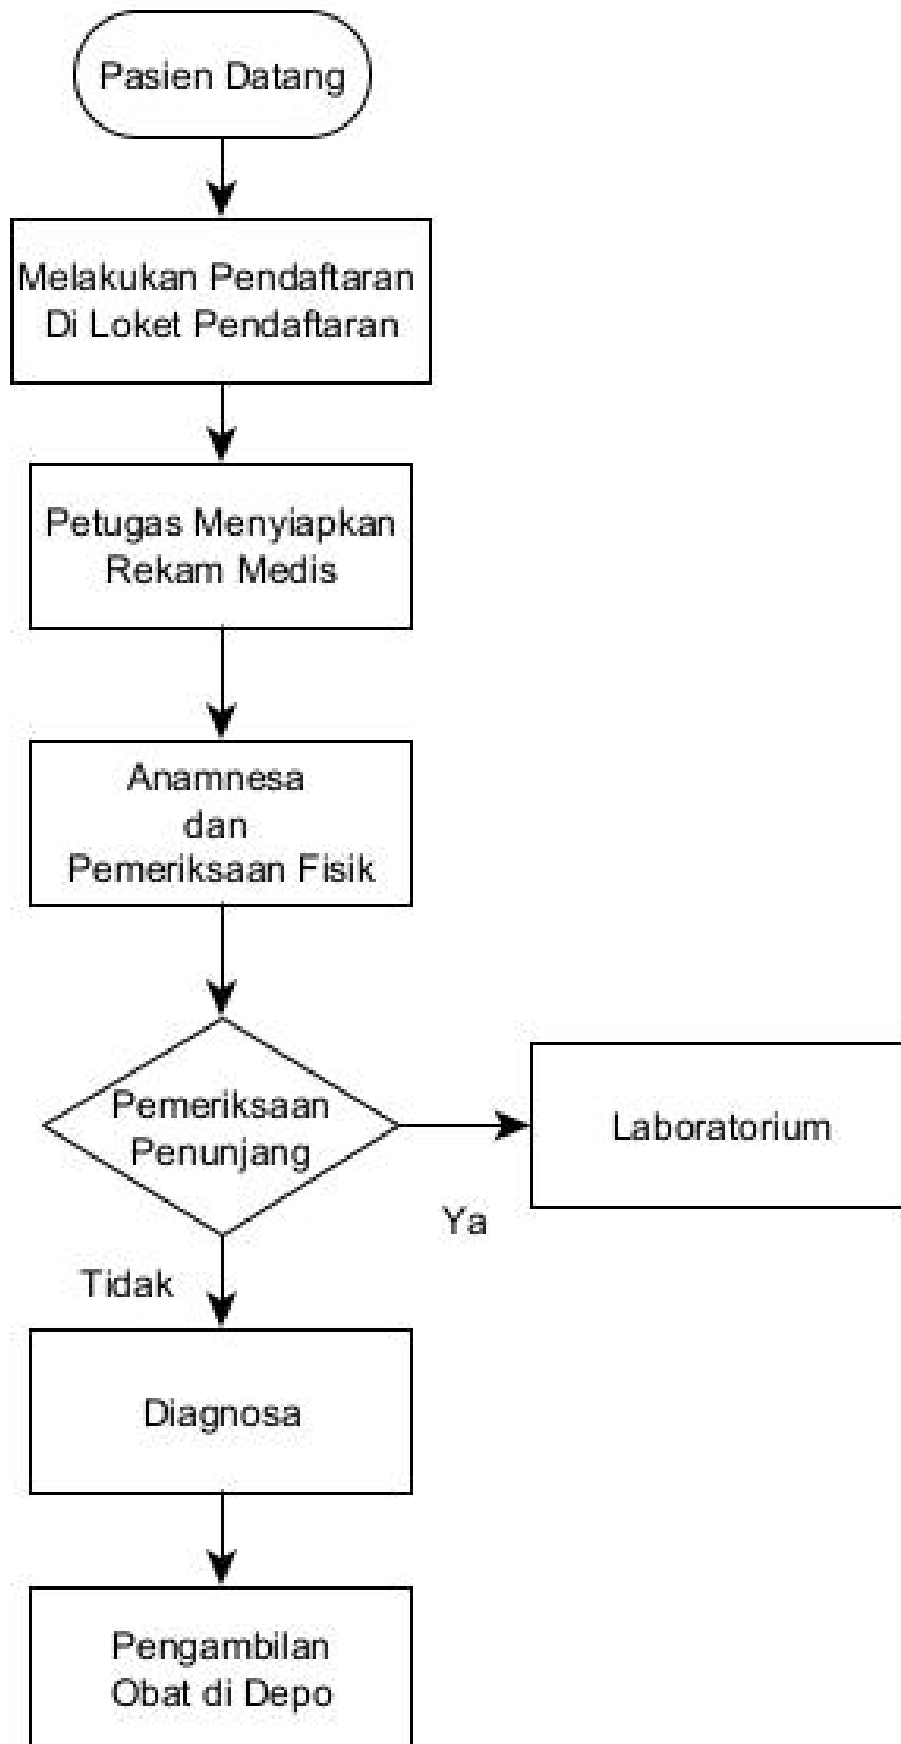 Pasien Datang
Melakukan Pendaftaran
Di Loket Pendaftaran
Petugas Menyiapkan
Rekam Medis
Anamnesa
dan
Pemeriksaan Fisik
Pemeriksaan
Penunjang
Laboratorium
Ya
Tidak
Diagnosa
Pengambilan
Obat di Depo